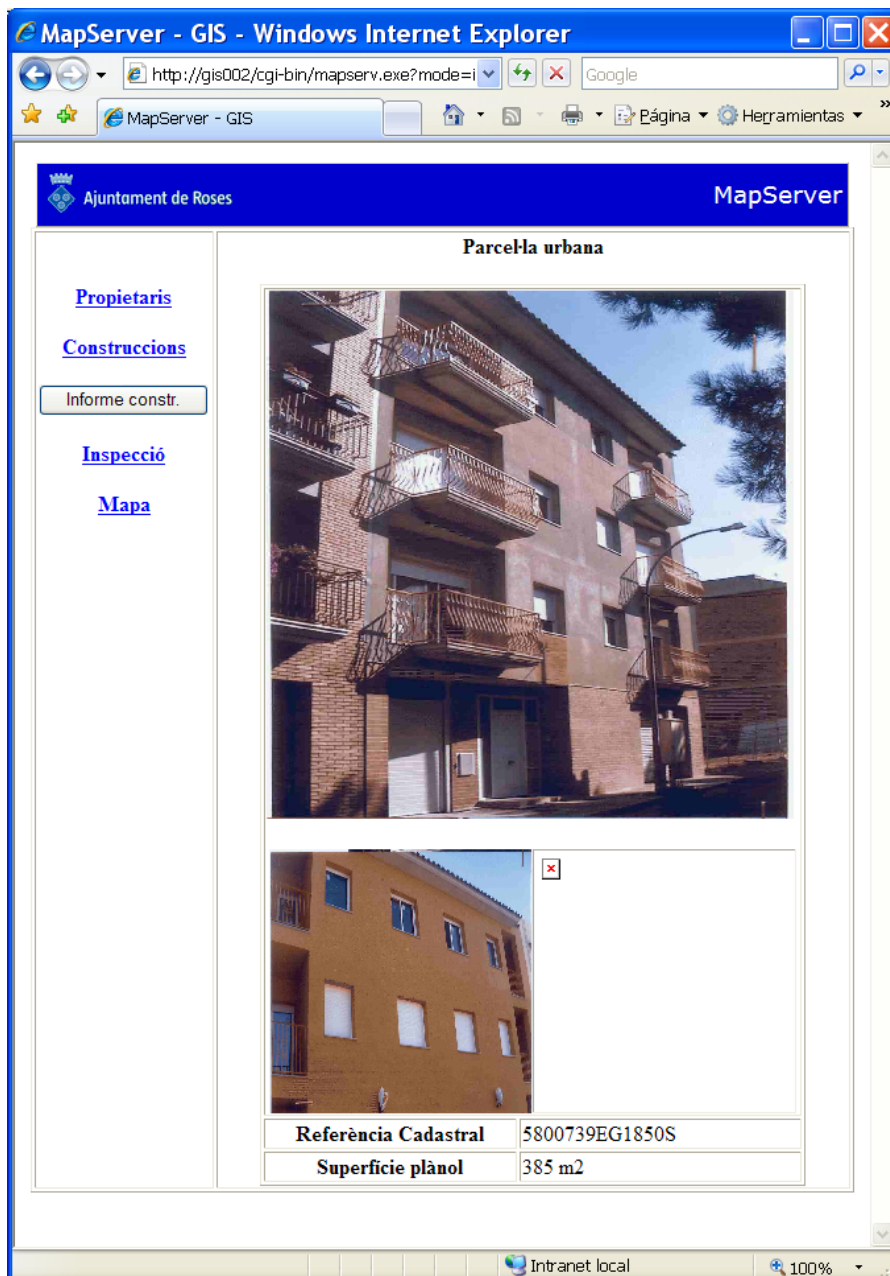 MapServer - GIS - Windows Internet Explorer
http://gis002/cgi-bin/mapserv.exe?mode=i
Google
MapServer - GIS
Página
Herramientas
»
Ajuntament de Roses
MapServer
Parcel·la urbana
Propietaris
Construccions
Informe constr.
Inspecció
Mapa
Referència Cadastral 5800739EG1850S
Superfície plànol 385 m2
Intranet local
100%